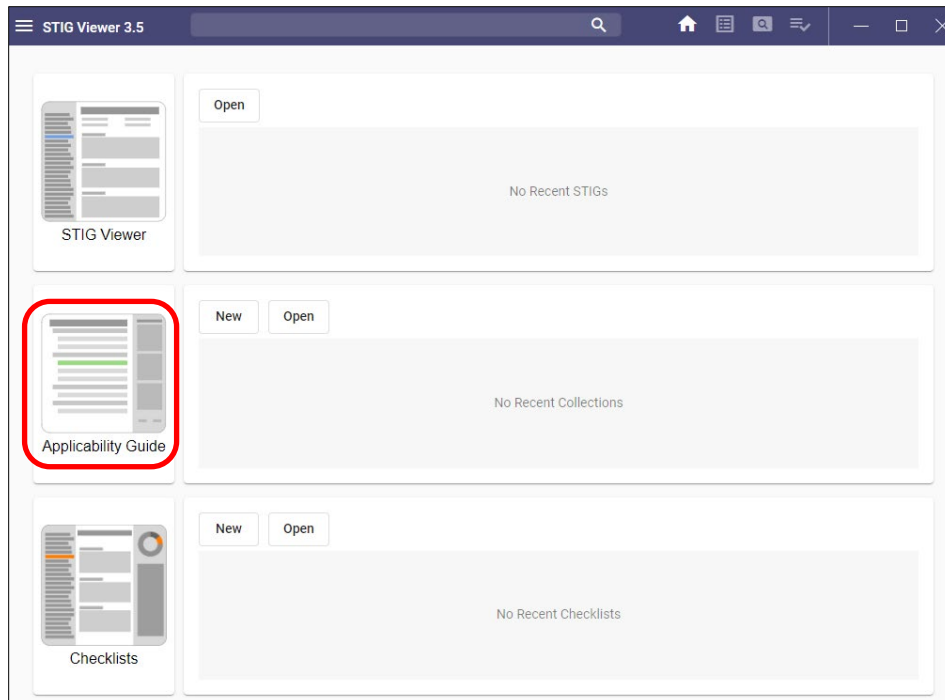 STIG Viewer 3.5
Open
No Recent STIGs
STIG Viewer
New Open
No Recent Collections
Applicability Guide
New Open
No Recent Checklists
Checklists